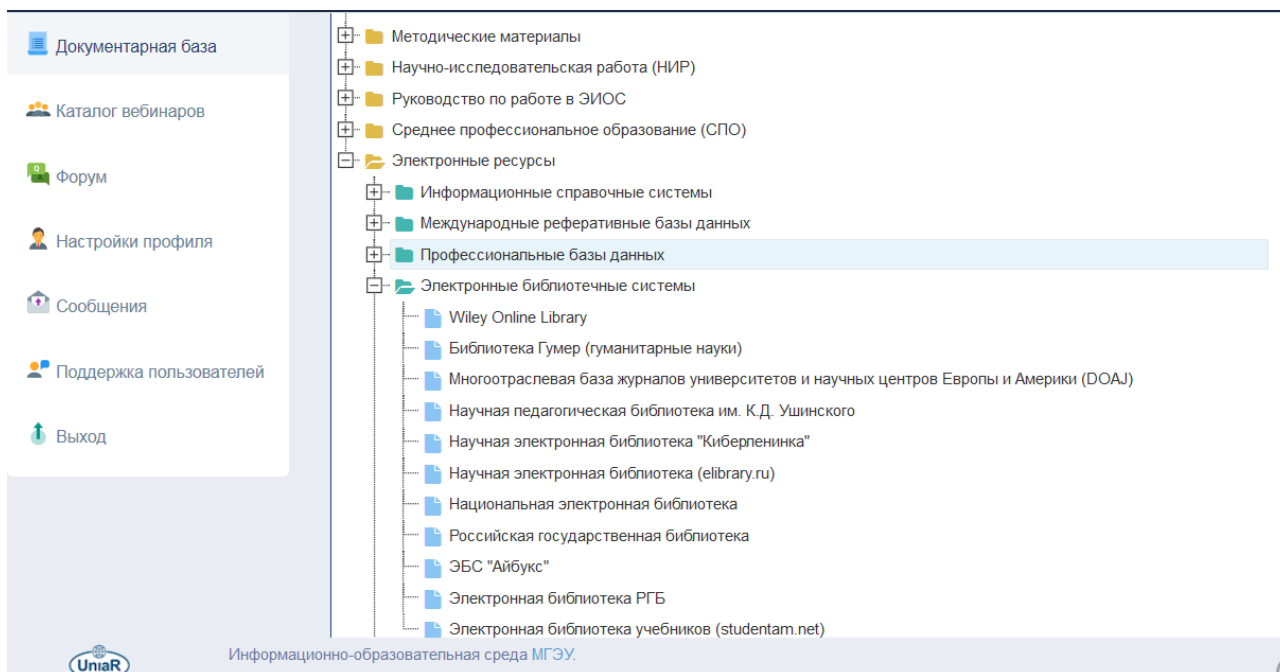 Документарная база
Каталог вебинаров
Форум
Настройки профиля
Сообщения
Поддержка пользователей
Выход
Методические материалы
Научно-исследовательская работа (НИР)
Руководство по работе в ЭИОС
Среднее профессиональное образование (СПО)
Электронные ресурсы
Информационные справочные системы
Международные реферативные базы данных
Профессиональные базы данных
Электронные библиотечные системы
Wiley Online Library
Библиотека Гумер (гуманитарные науки)
Многоотраслевая база журналов университетов и научных центров Европы и Америки (DOAJ)
Научная педагогическая библиотека им. К.Д. Ушинского
Научная электронная библиотека "Киберленинка"
Научная электронная библиотека (elibrary.ru)
Национальная электронная библиотека
Российская государственная библиотека
ЭБС "Айбукс"
Электронная библиотека РГБ
Электронная библиотека учебников (studentam.net)
UniaR
Информационно-образовательная среда МГЭУ.